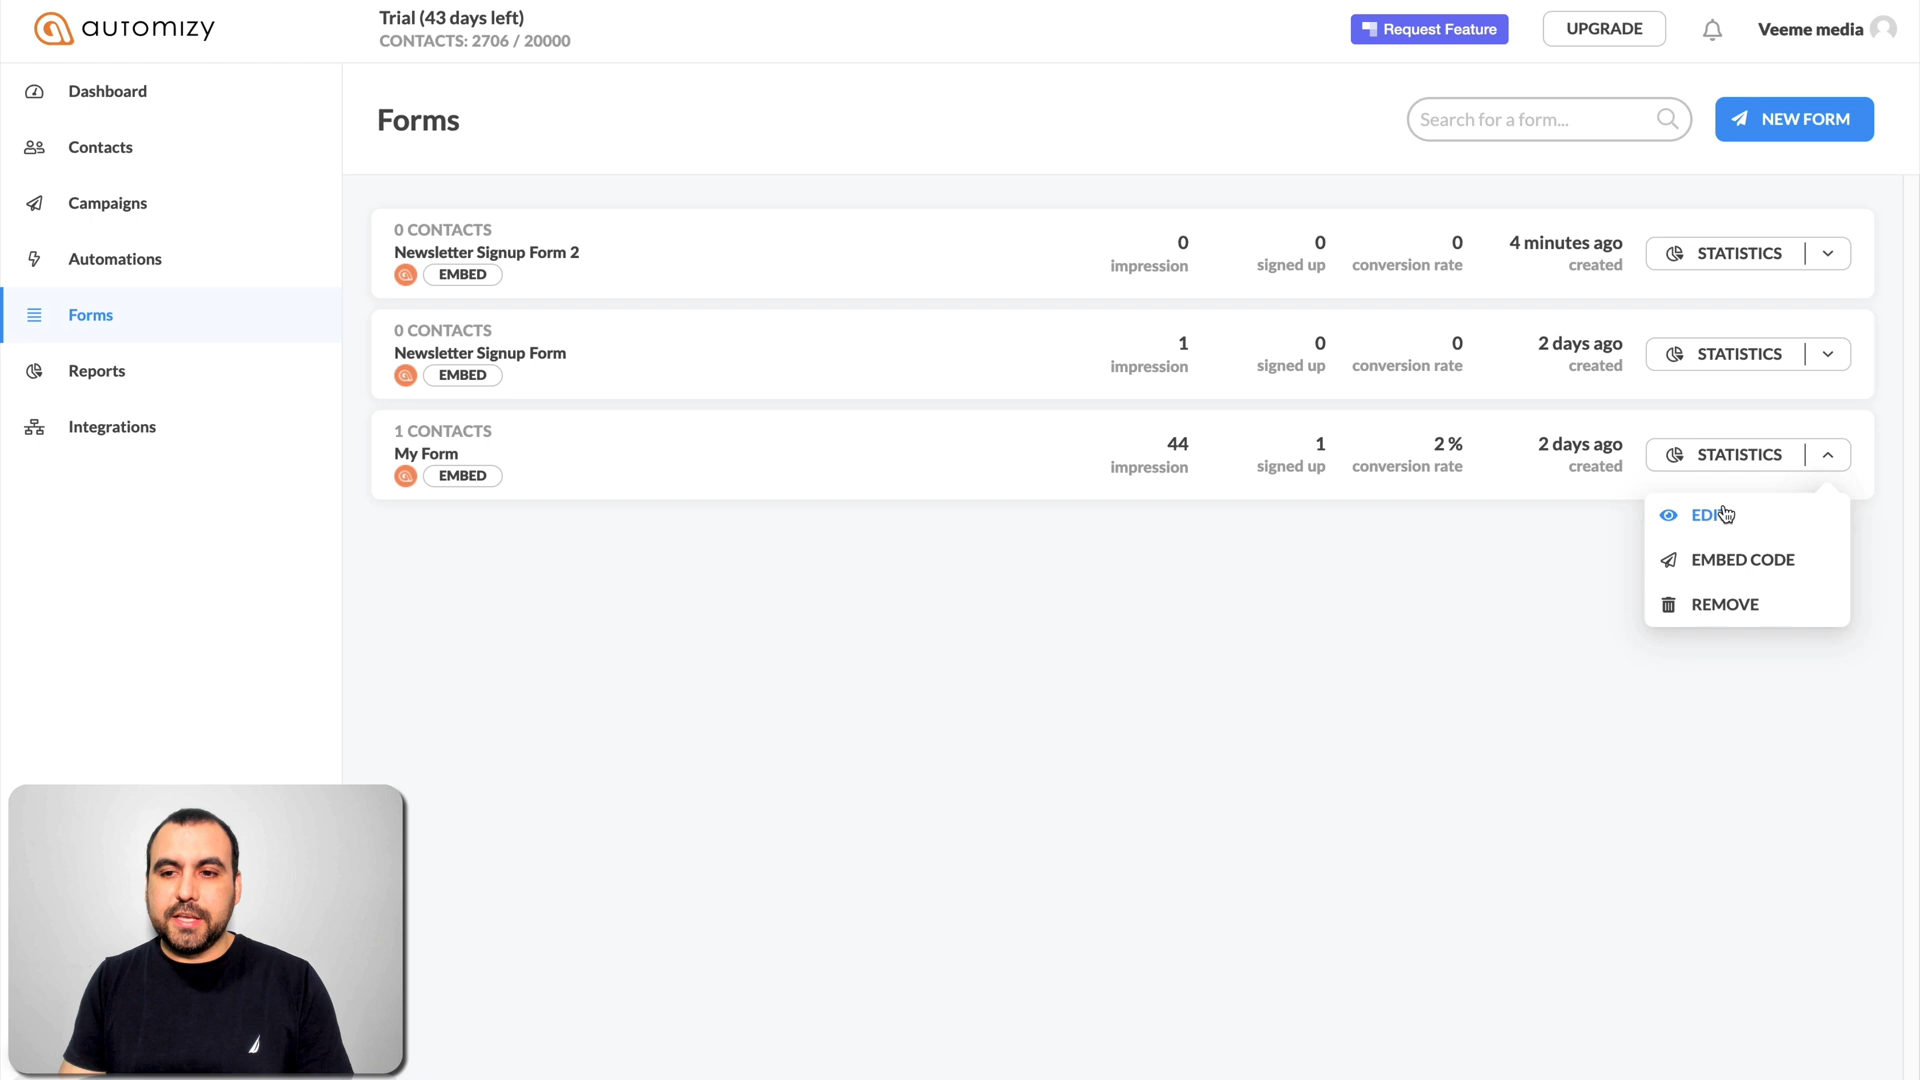 automizy
Trial (43 days left)
CONTACTS: 2706 / 20000
Request Feature
UPGRADE
Veeme media
Dashboard
Contacts
Campaigns
Automations
Forms
Reports
Integrations
Forms
Search for a form...
NEW FORM
0 CONTACTS
Newsletter Signup Form 2
EMBED
0
impression
0
signed up
0
conversion rate
4 minutes ago
created
STATISTICS
0 CONTACTS
Newsletter Signup Form
EMBED
1
impression
0
signed up
0
conversion rate
2 days ago
created
STATISTICS
1 CONTACTS
My Form
EMBED
44
impression
1
signed up
2 %
conversion rate
2 days ago
created
STATISTICS
EDIT
EMBED CODE
REMOVE